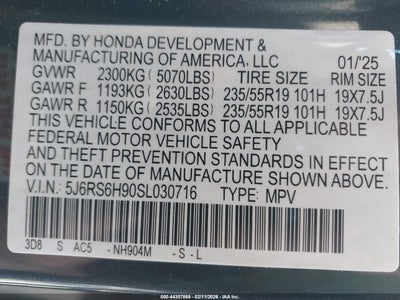 MFD. BY HONDA DEVELOPMENT &
MANUFACTURING OF AMERICA, LLC 01/'25
GVWR 2300KG (5070LBS) TIRE SIZE RIM SIZE
GAWR F 1193KG (2630LBS) 235/55R19 101H 19X7.5J
GAWR R 1150KG (2535LBS) 235/55R19 101H 19X7.5J
THIS VEHICLE CONFORMS TO ALL APPLICABLE
FEDERAL MOTOR VEHICLE SAFETY
AND THEFT PREVENTION STANDARDS IN EFFECT
ON THE DATE OF MANUFACTURE SHOWN ABOVE.
V.I.N.: 5J6RS6H90SL030716 TYPE: MPV
3D8 S AC5 - NH904M - S - L
© IAAI 44357868 - 02/11/2026 - IAAI